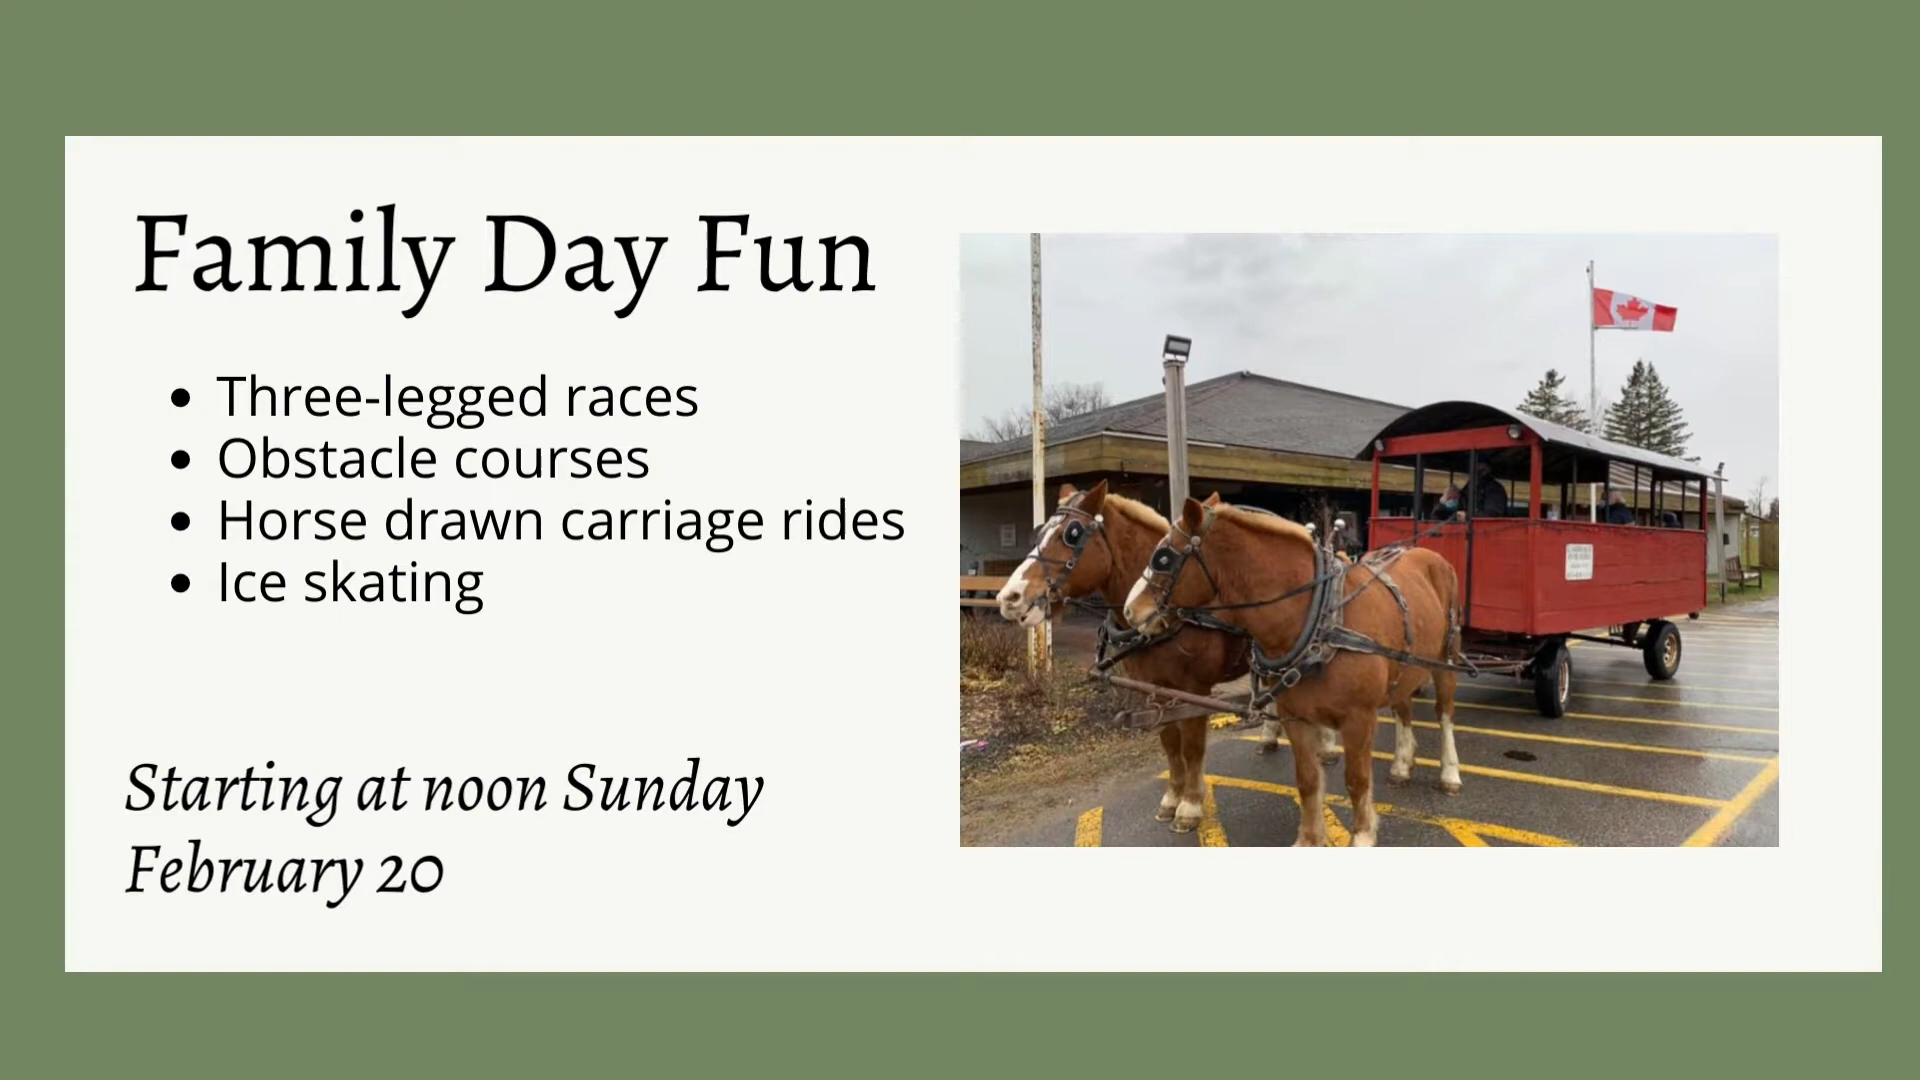 Family Day Fun
• Three-legged races
• Obstacle courses
• Horse drawn carriage rides
• Ice skating
Starting at noon Sunday
February 20